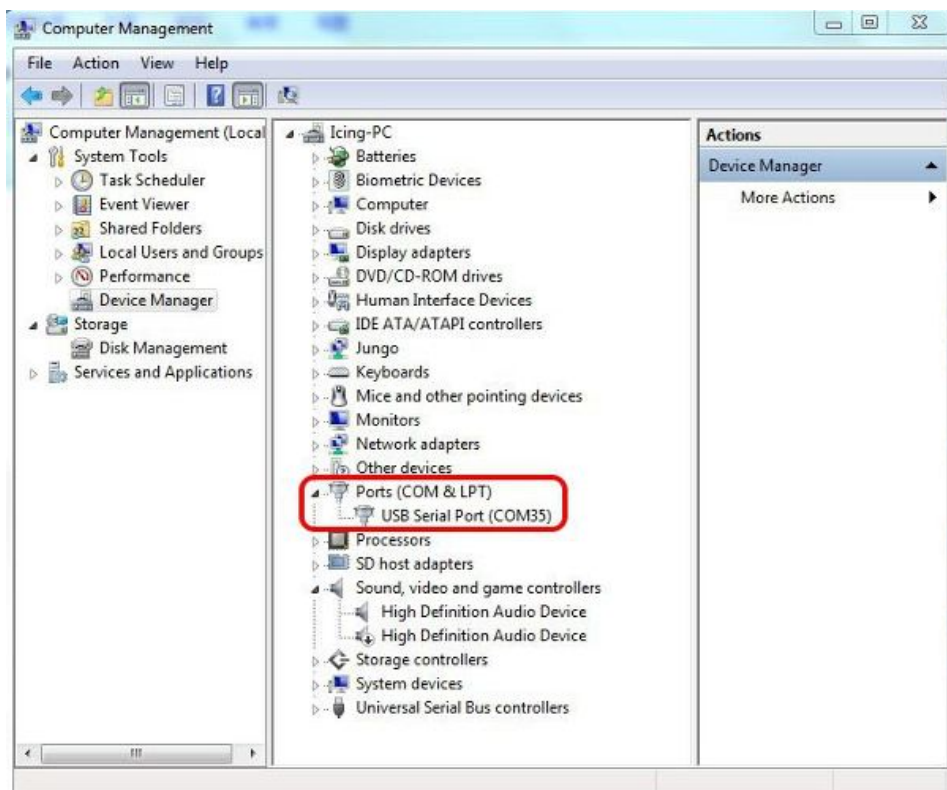 Computer Management
File Action View Help
Computer Management (Local
System Tools
Task Scheduler
Event Viewer
Shared Folders
Local Users and Groups
Performance
Device Manager
Storage
Disk Management
Services and Applications
Icing-PC
Batteries
Biometric Devices
Computer
Disk drives
Display adapters
DVD/CD-ROM drives
Human Interface Devices
IDE ATA/ATAPI controllers
Jungo
Keyboards
Mice and other pointing devices
Monitors
Network adapters
Other devices
Ports (COM & LPT)
USB Serial Port (COM35)
Processors
SD host adapters
Sound, video and game controllers
High Definition Audio Device
High Definition Audio Device
Storage controllers
System devices
Universal Serial Bus controllers
Actions
Device Manager
More Actions